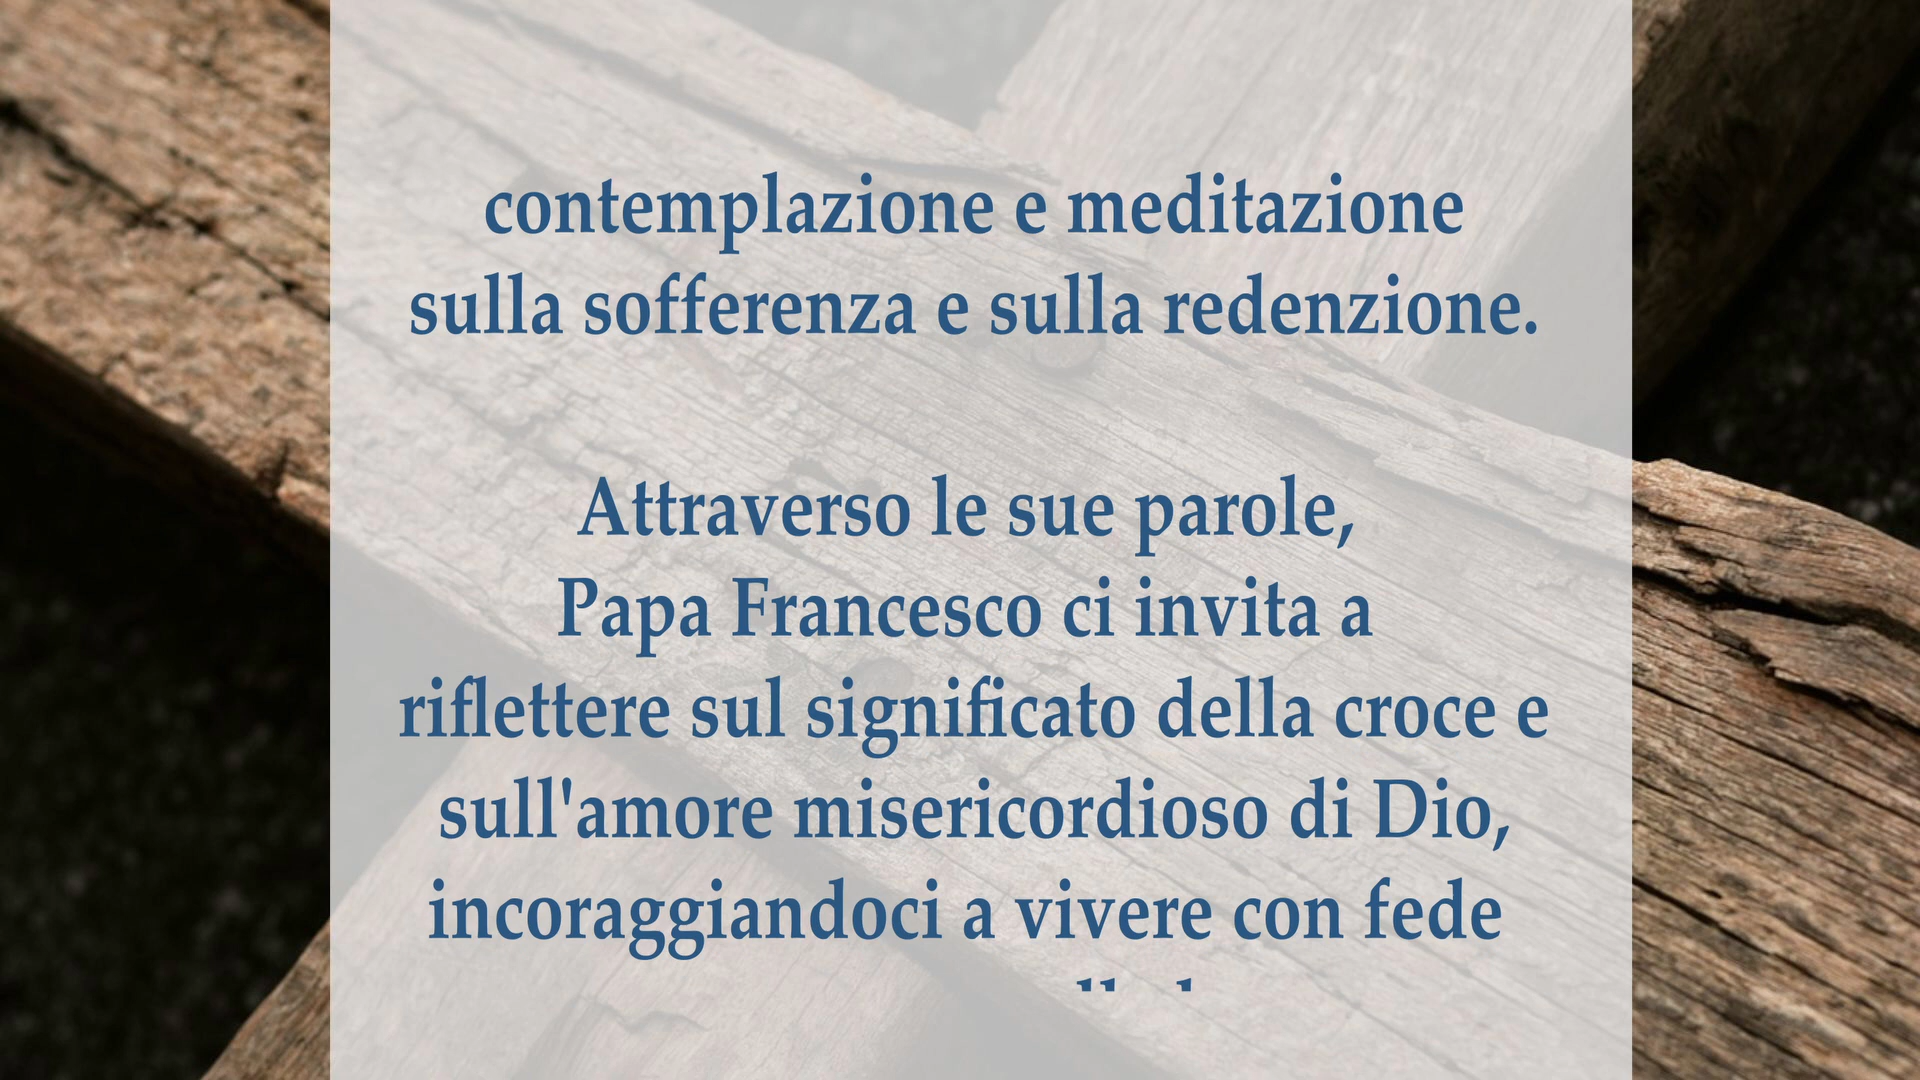 contemplazione e meditazione
sulla sofferenza e sulla redenzione.
Attraverso le sue parole,
Papa Francesco ci invita a
riflettere sul significato della croce e
sull'amore misericordioso di Dio,
incoraggiandoci a vivere con fede